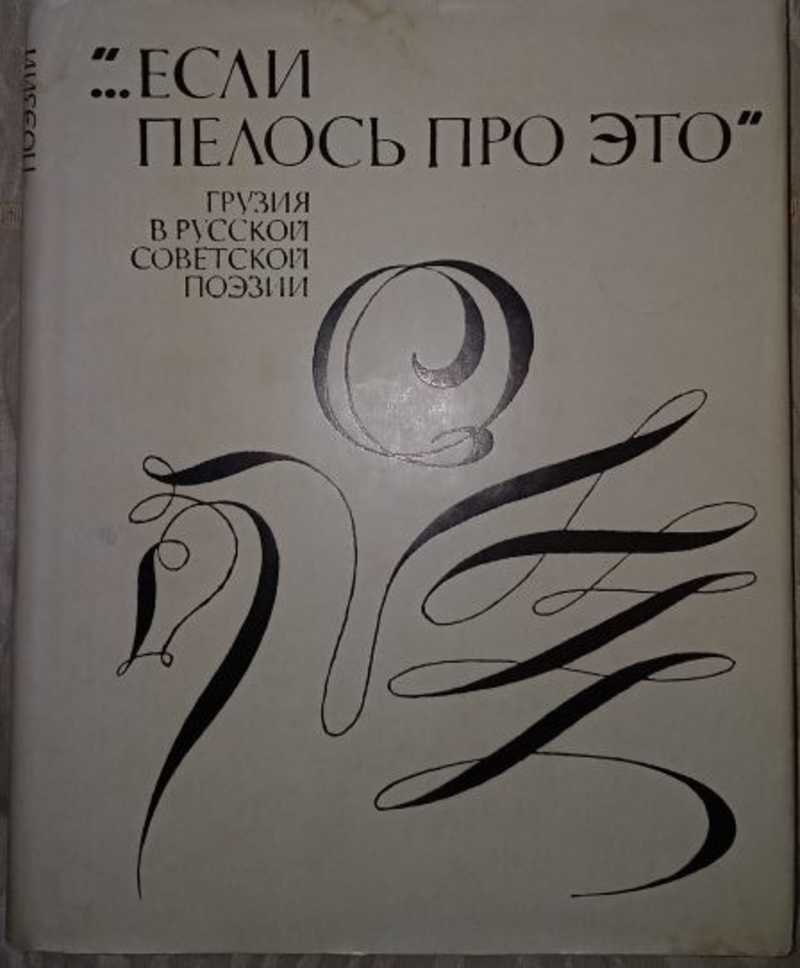 "...ЕСЛИ
ПЕЛОСЬ ПРО ЭТО"
ГРУЗИЯ
В РУССКОЙ
СОВЕТСКОЙ
ПОЭЗИИ
ПОЭЗИИ